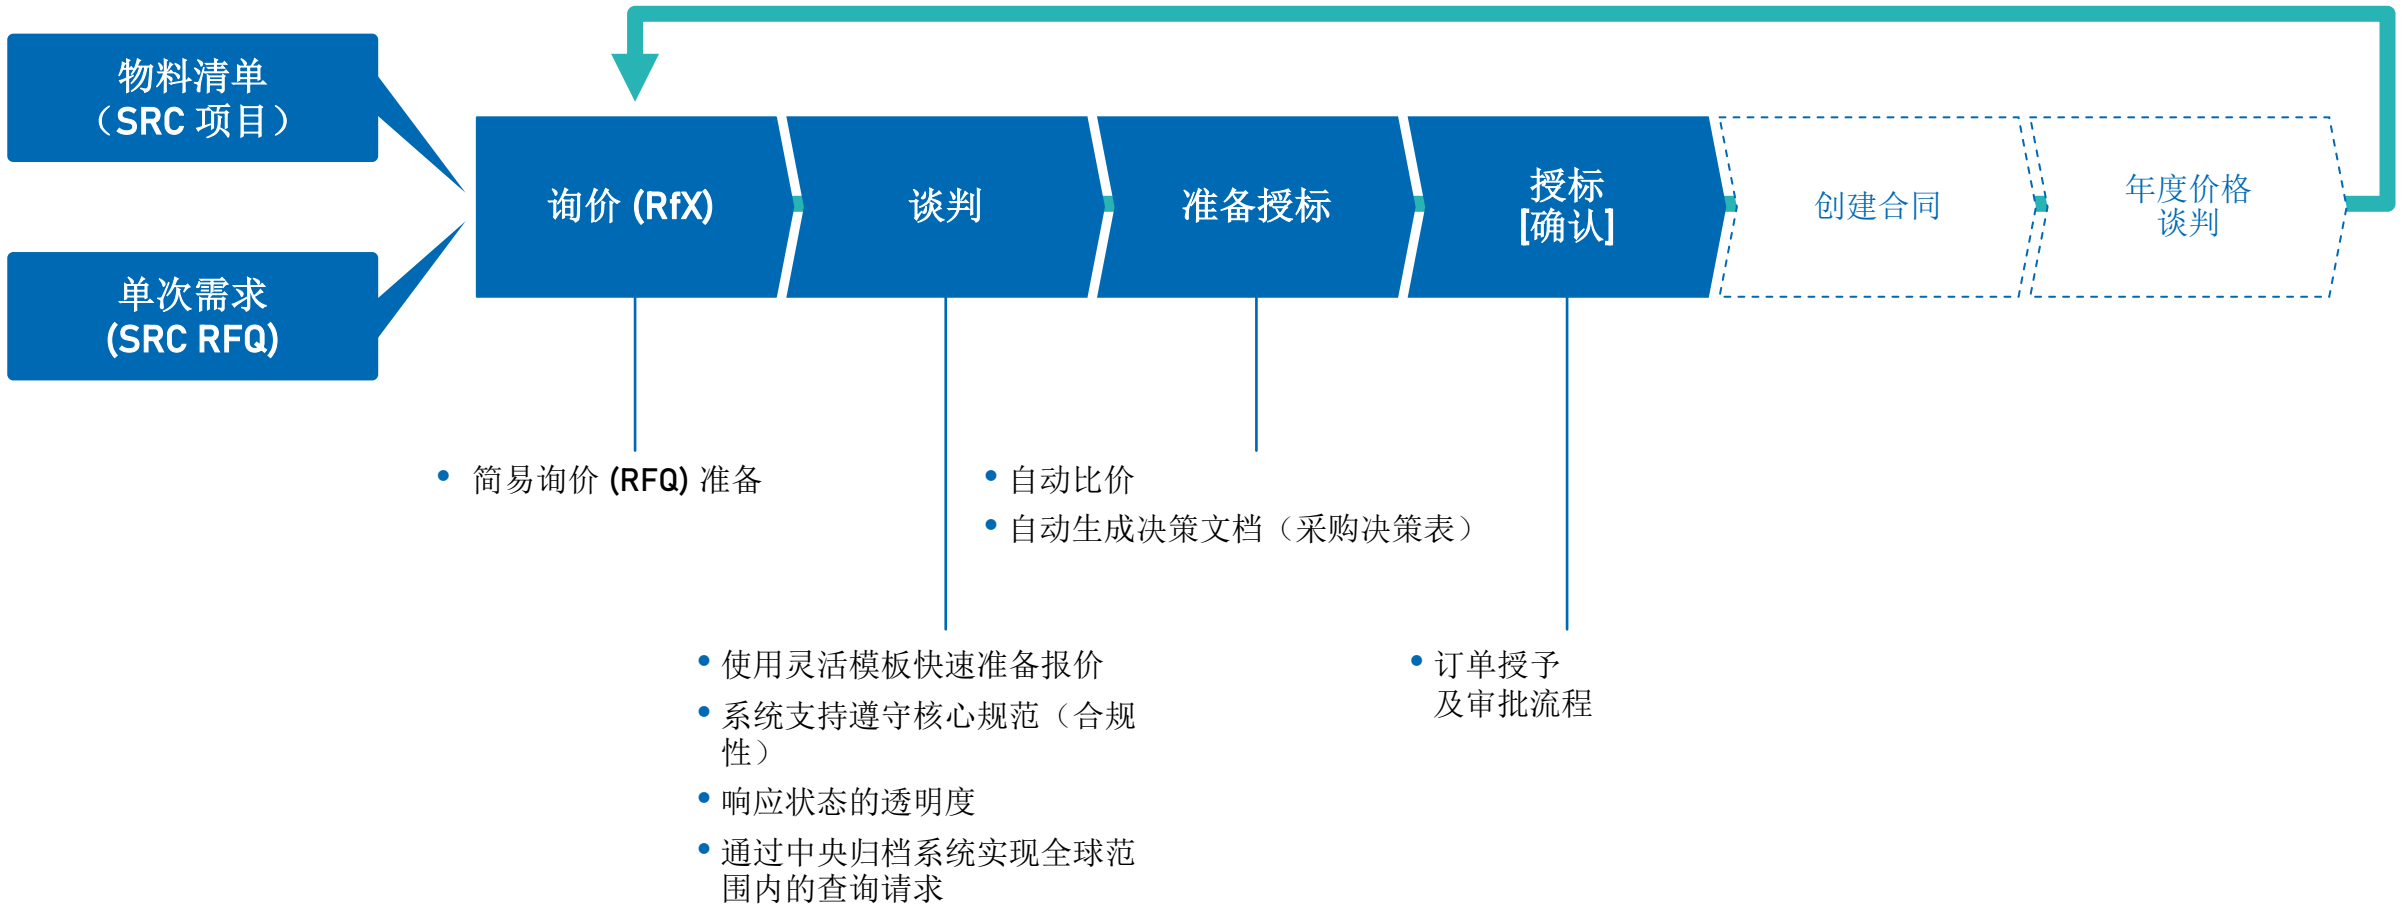 物料清单
（SRC 项目）
单次需求
(SRC RFQ)
询价 (RfX)
谈判
准备授标
授标
[确认]
创建合同
年度价格
谈判
• 简易询价 (RFQ) 准备
• 自动比价
• 自动生成决策文档（采购决策表）
• 使用灵活模板快速准备报价
• 系统支持遵守核心规范（合规
性）
• 响应状态的透明度
• 通过中央归档系统实现全球范
围内的查询请求
• 订单授予
及审批流程